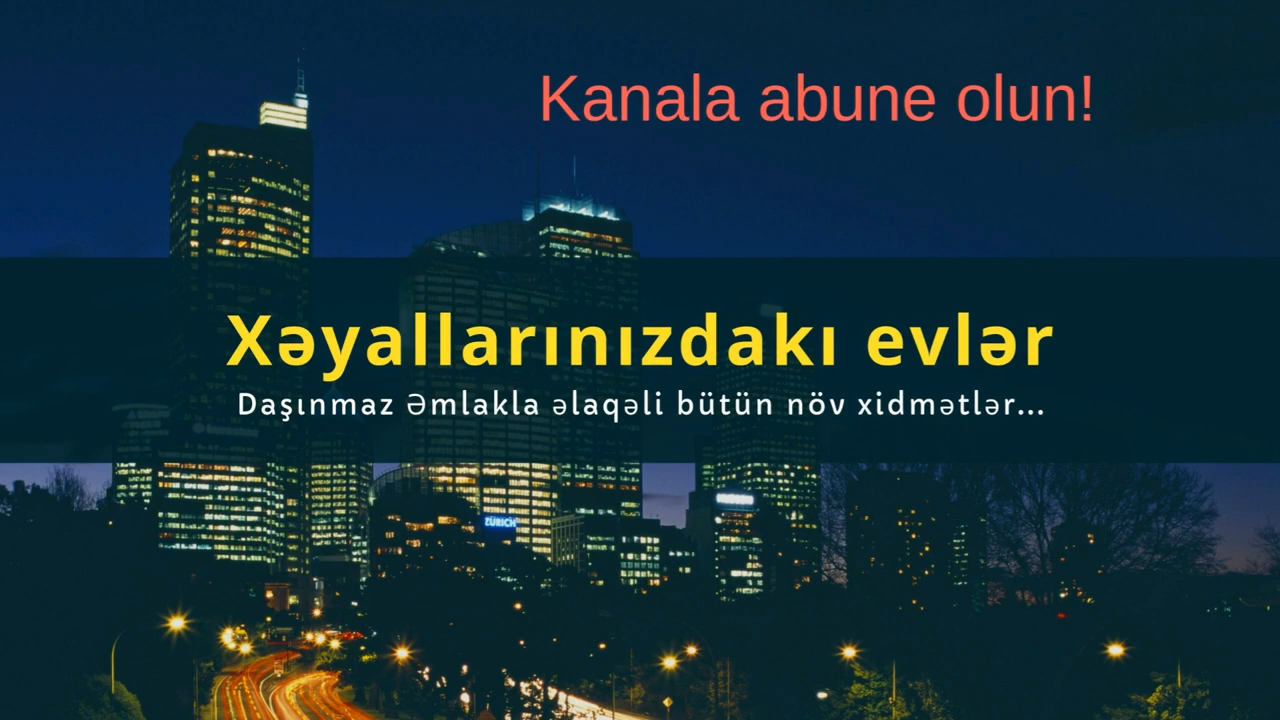 Kanala abune olun!
Xəyallarınızdakı evlər
Daşınmaz Əmlakla əlaqəli bütün növ xidmətlər...
ZURICH